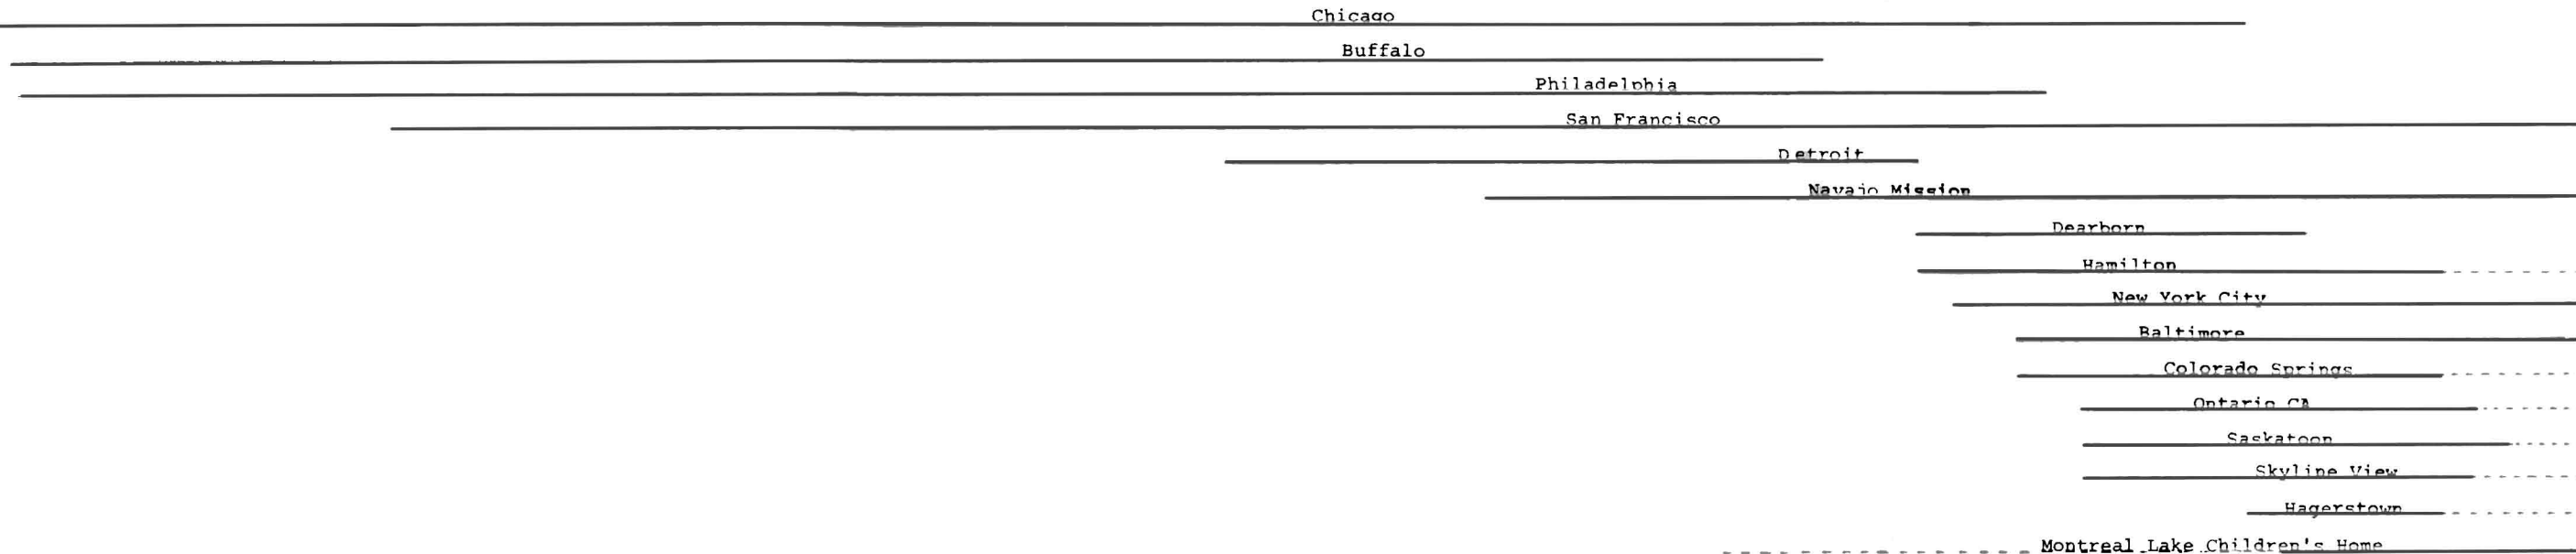 Chicago
Buffalo
Philadelphia
San Francisco
Detroit
Navajo Mission
Dearborn
Hamilton
New York City
Baltimore
Colorado Springs
Ontario CA
Saskatoon
Skyline View
Hagerstown
Montreal Lake Children's Home